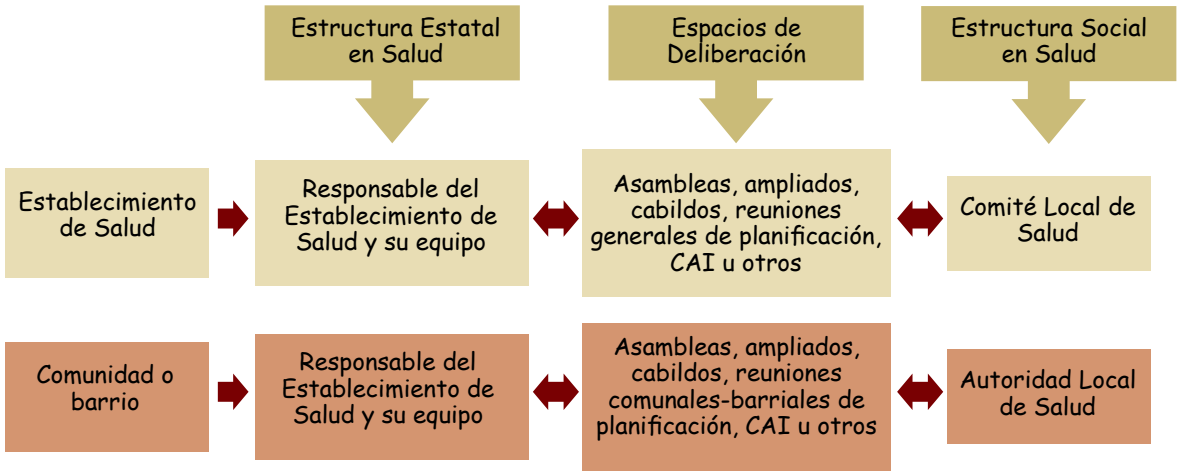 Estructura Estatal
en Salud
Espacios de
Deliberación
Estructura Social
en Salud
Establecimiento
de Salud
Responsable del
Establecimiento de
Salud y su equipo
Asambleas, ampliados,
cabildos, reuniones
generales de planificación,
CAI u otros
Comité Local de
Salud
Comunidad o
barrio
Responsable del
Establecimiento de
Salud y su equipo
Asambleas, ampliados,
cabildos, reuniones
comunales-barriales de
planificación, CAI u otros
Autoridad Local
de Salud